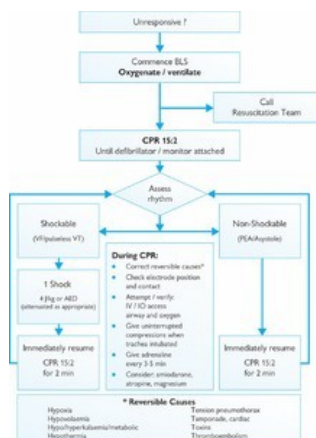 Unresponsive ?
Commence BLS
Oxygenate / ventilate
Call
Resuscitation Team
CPR 15:2
Until defibrillator / monitor attached
Assess
rhythm
Shockable
(VF/pulseless VT)
Non-Shockable
(PEA/Asystole)
1 Shock
4 J/kg or AED
(attenuated as appropriate)
Immediately resume
CPR 15:2
for 2 min
During CPR:
Correct reversible causes*
Check electrode position
and contact
Attempt / verify:
IV / IO access
airway and oxygen
Give uninterrupted
compressions when
trachea intubated
Give adrenaline
every 3-5 min
Consider: amiodarone,
atropine, magnesium
Immediately resume
CPR 15:2
for 2 min
* Reversible Causes
Hypoxia
Hypovolaemia
Hypo/hyperkalaemia/metabolic
Hypothermia
Tension pneumothorax
Tamponade, cardiac
Toxins
Thromboembolism